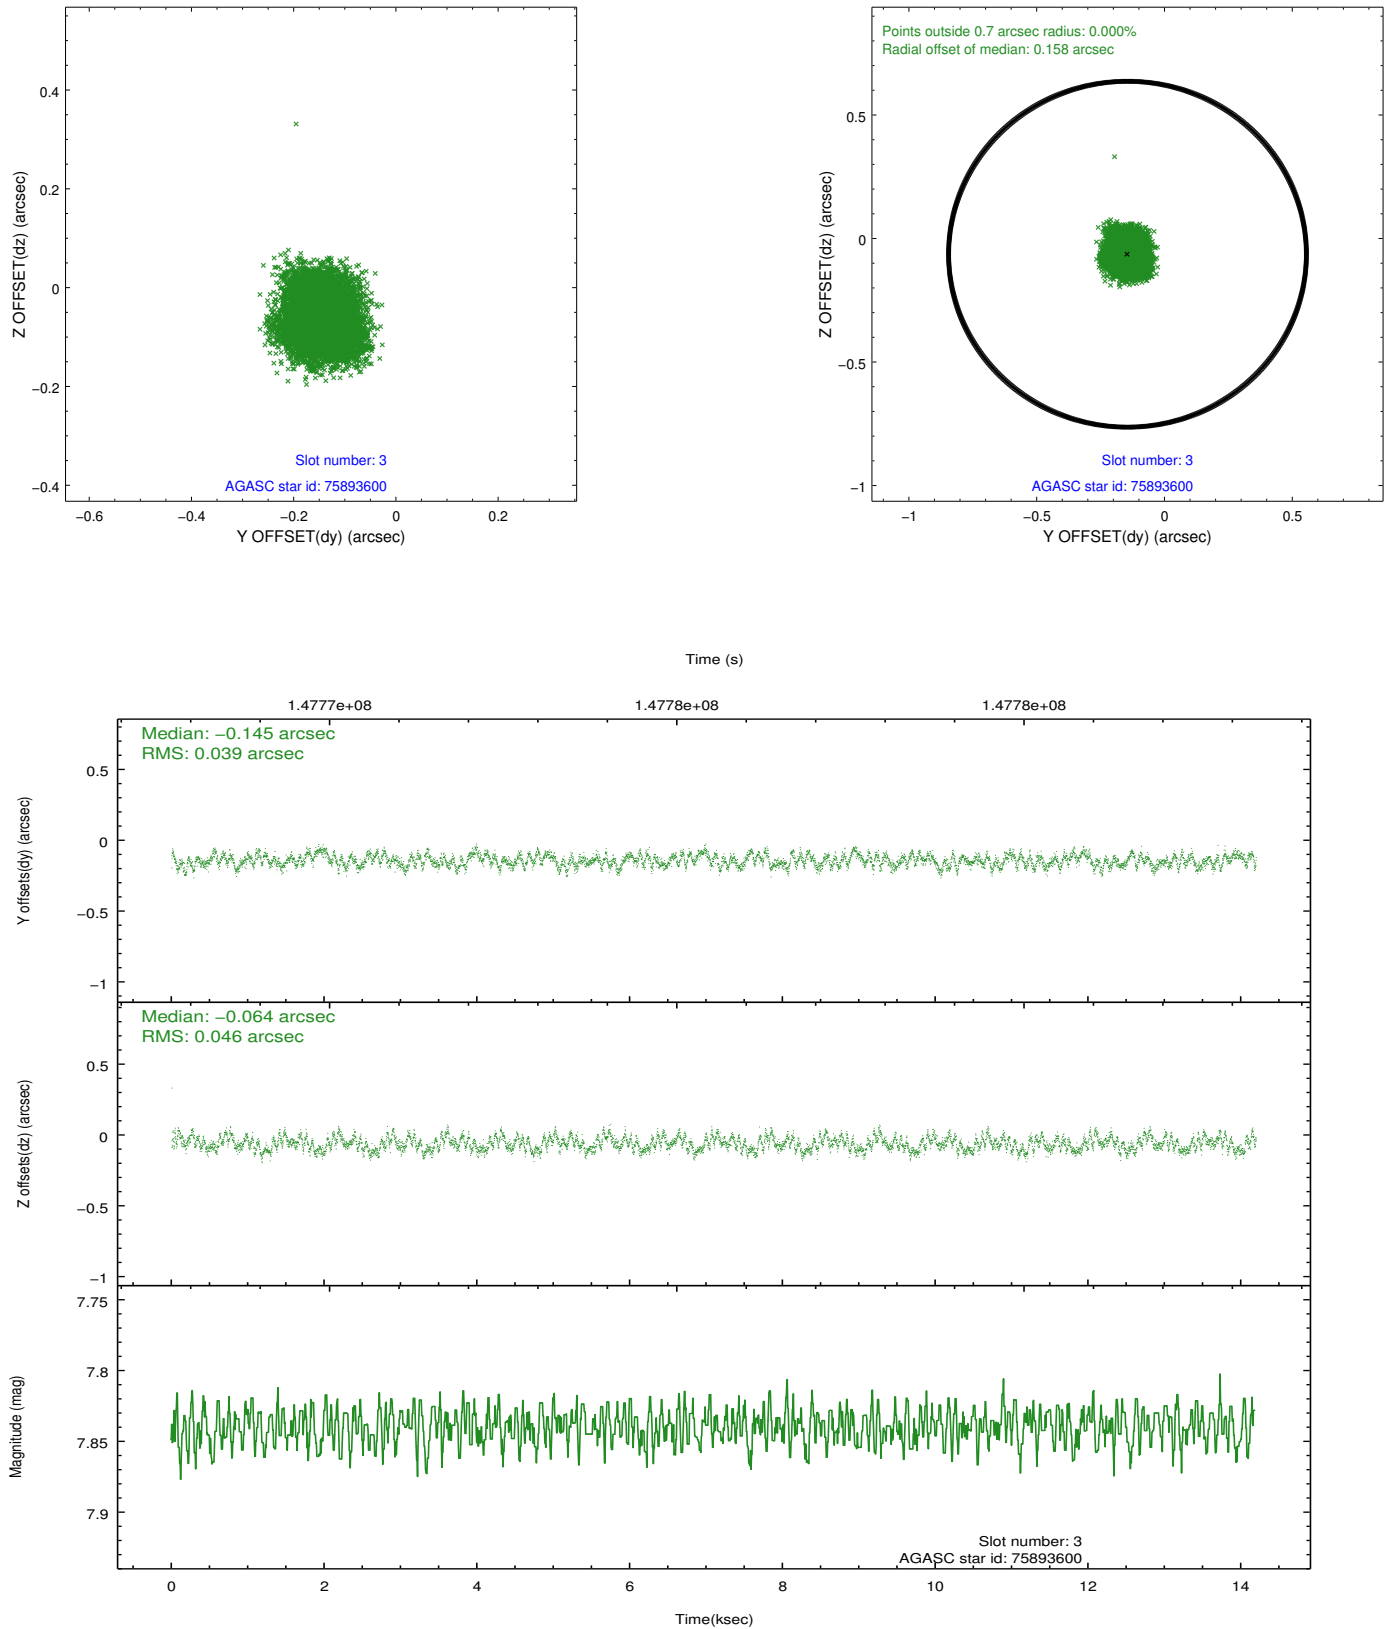 0.4
0.2
0
−0.2
−0.4
Z OFFSET(dz) (arcsec)
Slot number: 3
AGASC star id: 75893600
−0.6
−0.4
−0.2
0
0.2
Y OFFSET(dy) (arcsec)
Points outside 0.7 arcsec radius: 0.000%
Radial offset of median: 0.158 arcsec
0.5
0
−0.5
−1
Z OFFSET(dz) (arcsec)
Slot number: 3
AGASC star id: 75893600
−1
−0.5
0
0.5
Y OFFSET(dy) (arcsec)
Time (s)
1.4777e+08
1.4778e+08
1.4778e+08
Median: −0.145 arcsec
RMS: 0.039 arcsec
0.5
0
−0.5
−1
Y offsets(dy) (arcsec)
Median: −0.064 arcsec
RMS: 0.046 arcsec
0.5
0
−0.5
−1
Z offsets(dz) (arcsec)
7.75
7.8
7.85
7.9
Magnitude (mag)
Slot number: 3
AGASC star id: 75893600
0
2
4
6
8
10
12
14
Time(ksec)